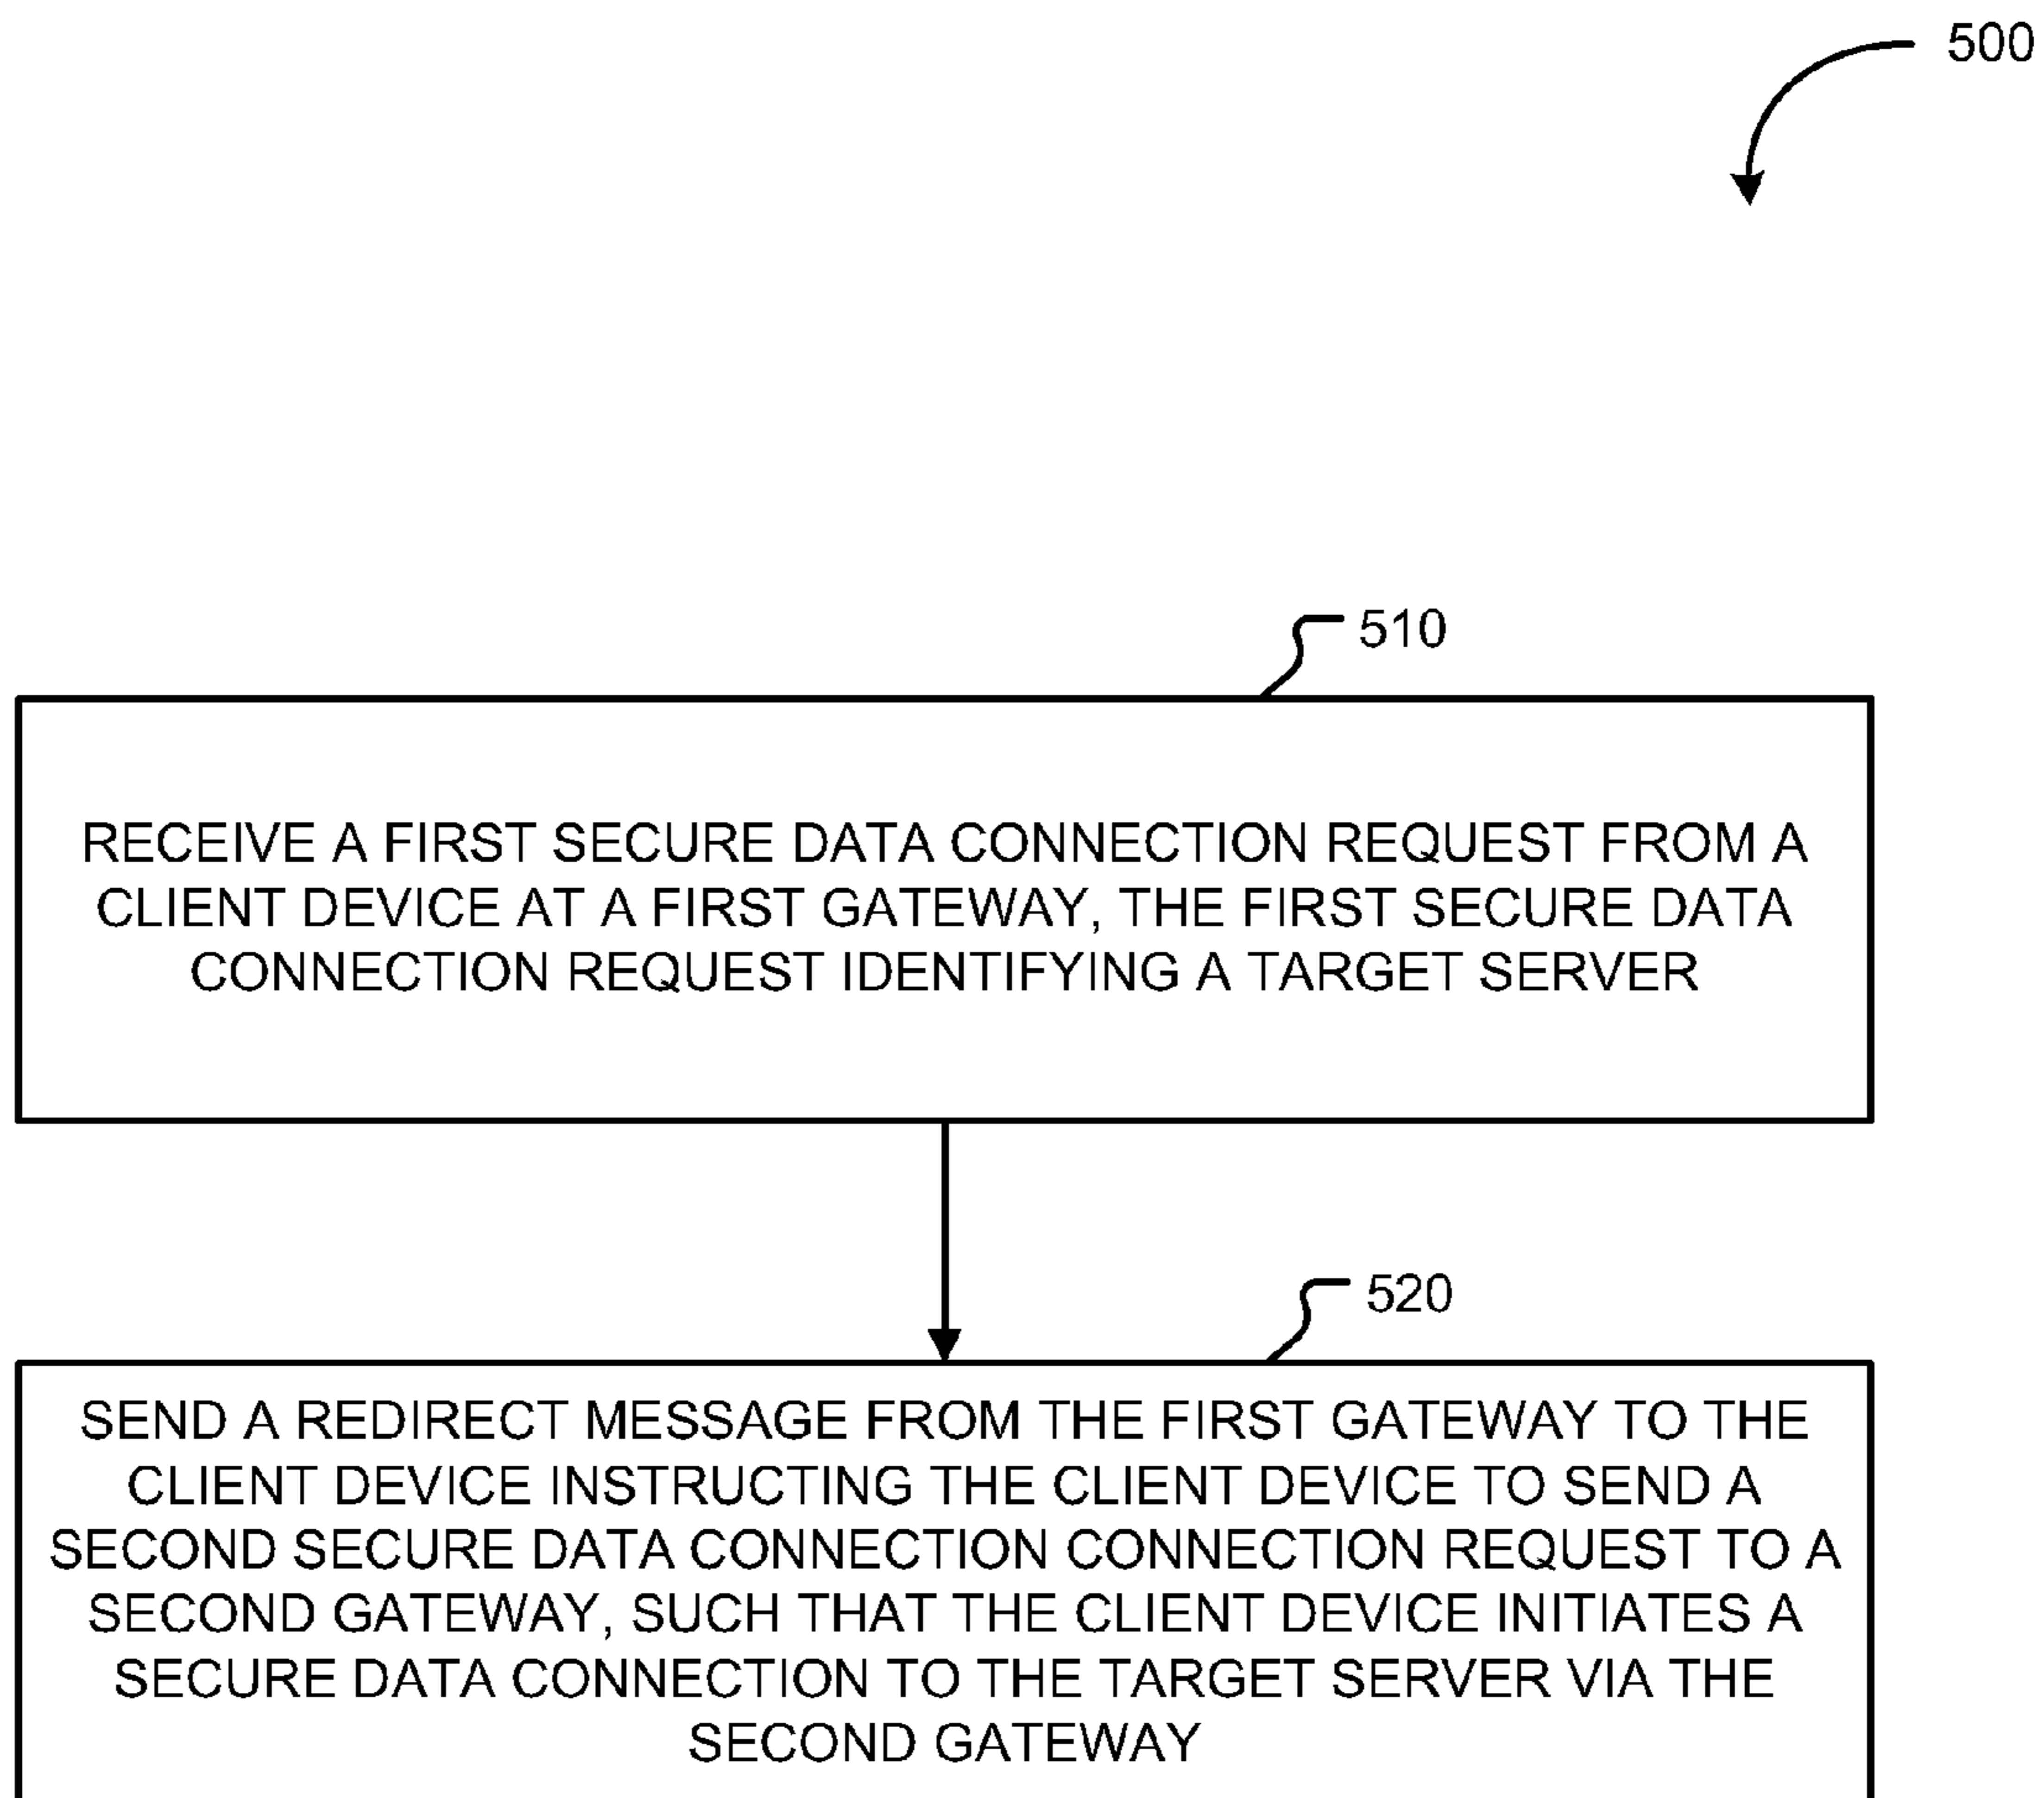 500
510
RECEIVE A FIRST SECURE DATA CONNECTION REQUEST FROM A
CLIENT DEVICE AT A FIRST GATEWAY, THE FIRST SECURE DATA
CONNECTION REQUEST IDENTIFYING A TARGET SERVER
520
SEND A REDIRECT MESSAGE FROM THE FIRST GATEWAY TO THE
CLIENT DEVICE INSTRUCTING THE CLIENT DEVICE TO SEND A
SECOND SECURE DATA CONNECTION CONNECTION REQUEST TO A
SECOND GATEWAY, SUCH THAT THE CLIENT DEVICE INITIATES A
SECURE DATA CONNECTION TO THE TARGET SERVER VIA THE
SECOND GATEWAY